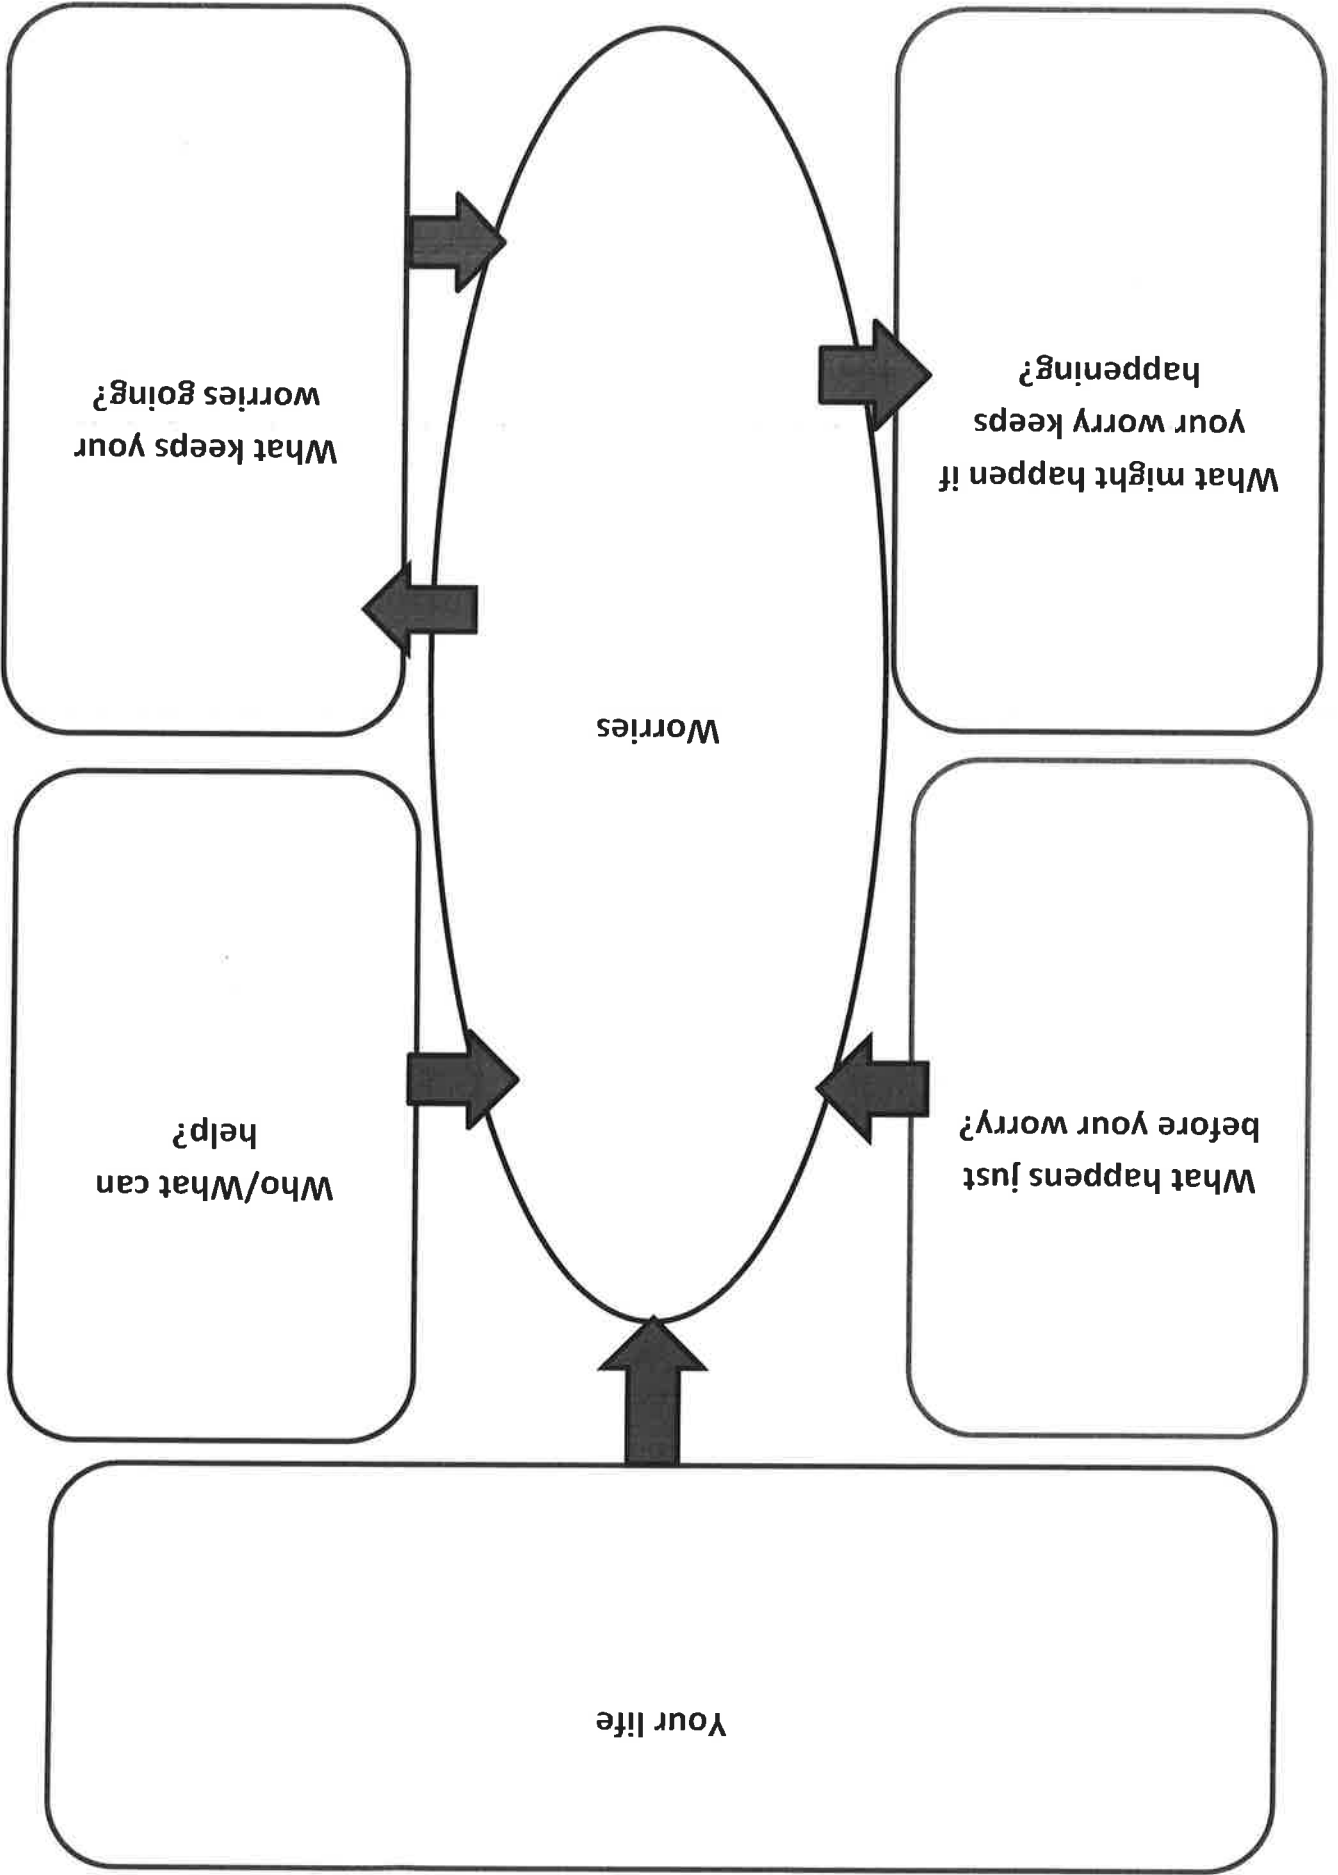 Your life
What happens just
before your worry?
Who/What can
help?
Worries
What might happen if
your worry keeps
happening?
What keeps your
worries going?